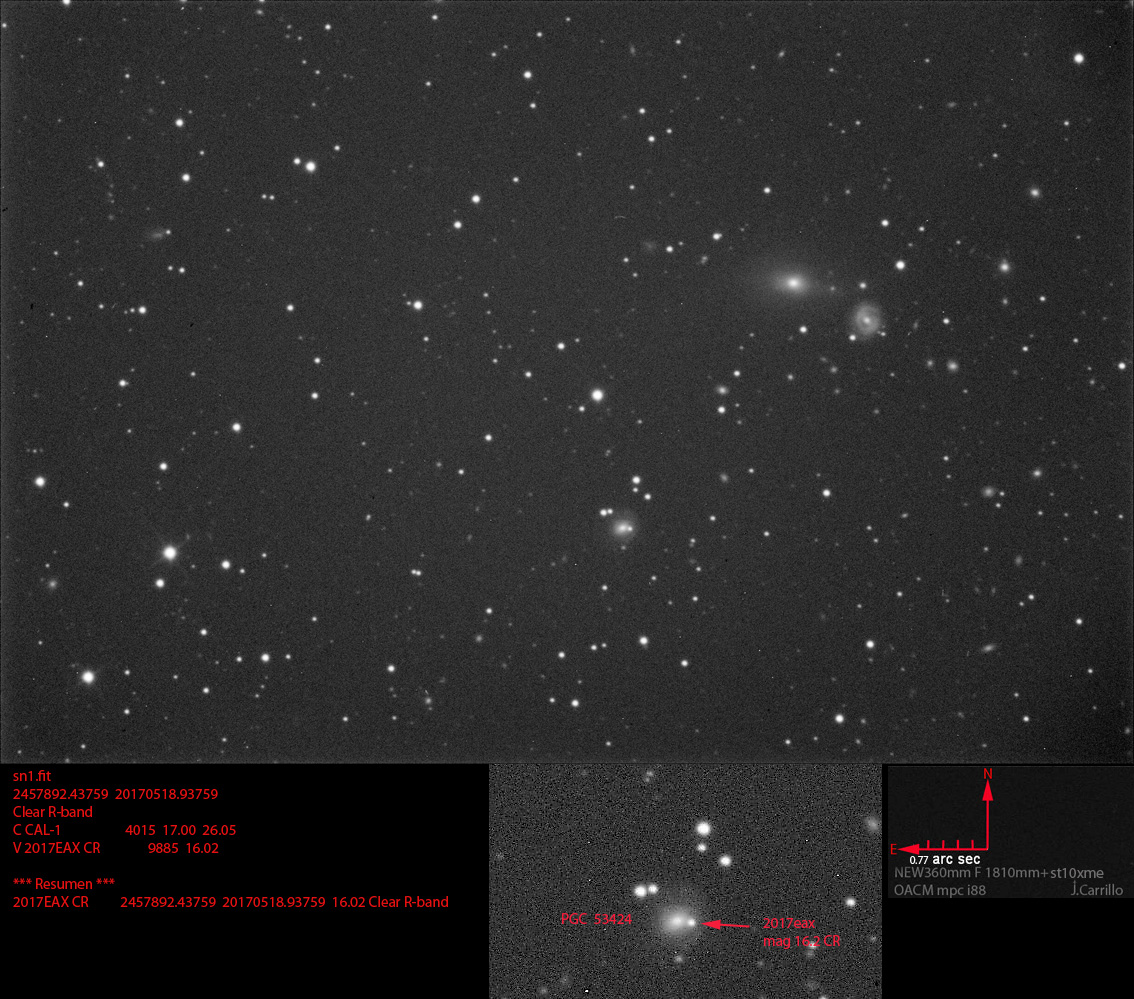 sn1.fit
2457892.43759 20170518.93759
Clear R-band
C CAL-1 4015 17.00 26.05
V 2017EAX CR 9885 16.02
*** Resumen ***
2017EAX CR 2457892.43759 20170518.93759 16.02 Clear R-band
PGC 53424
2017eax
mag 16.2 CR
N
E
0.77 arc sec
NEW360mm F 1810mm+st10xme
OACM mpc i88 J.Carrillo